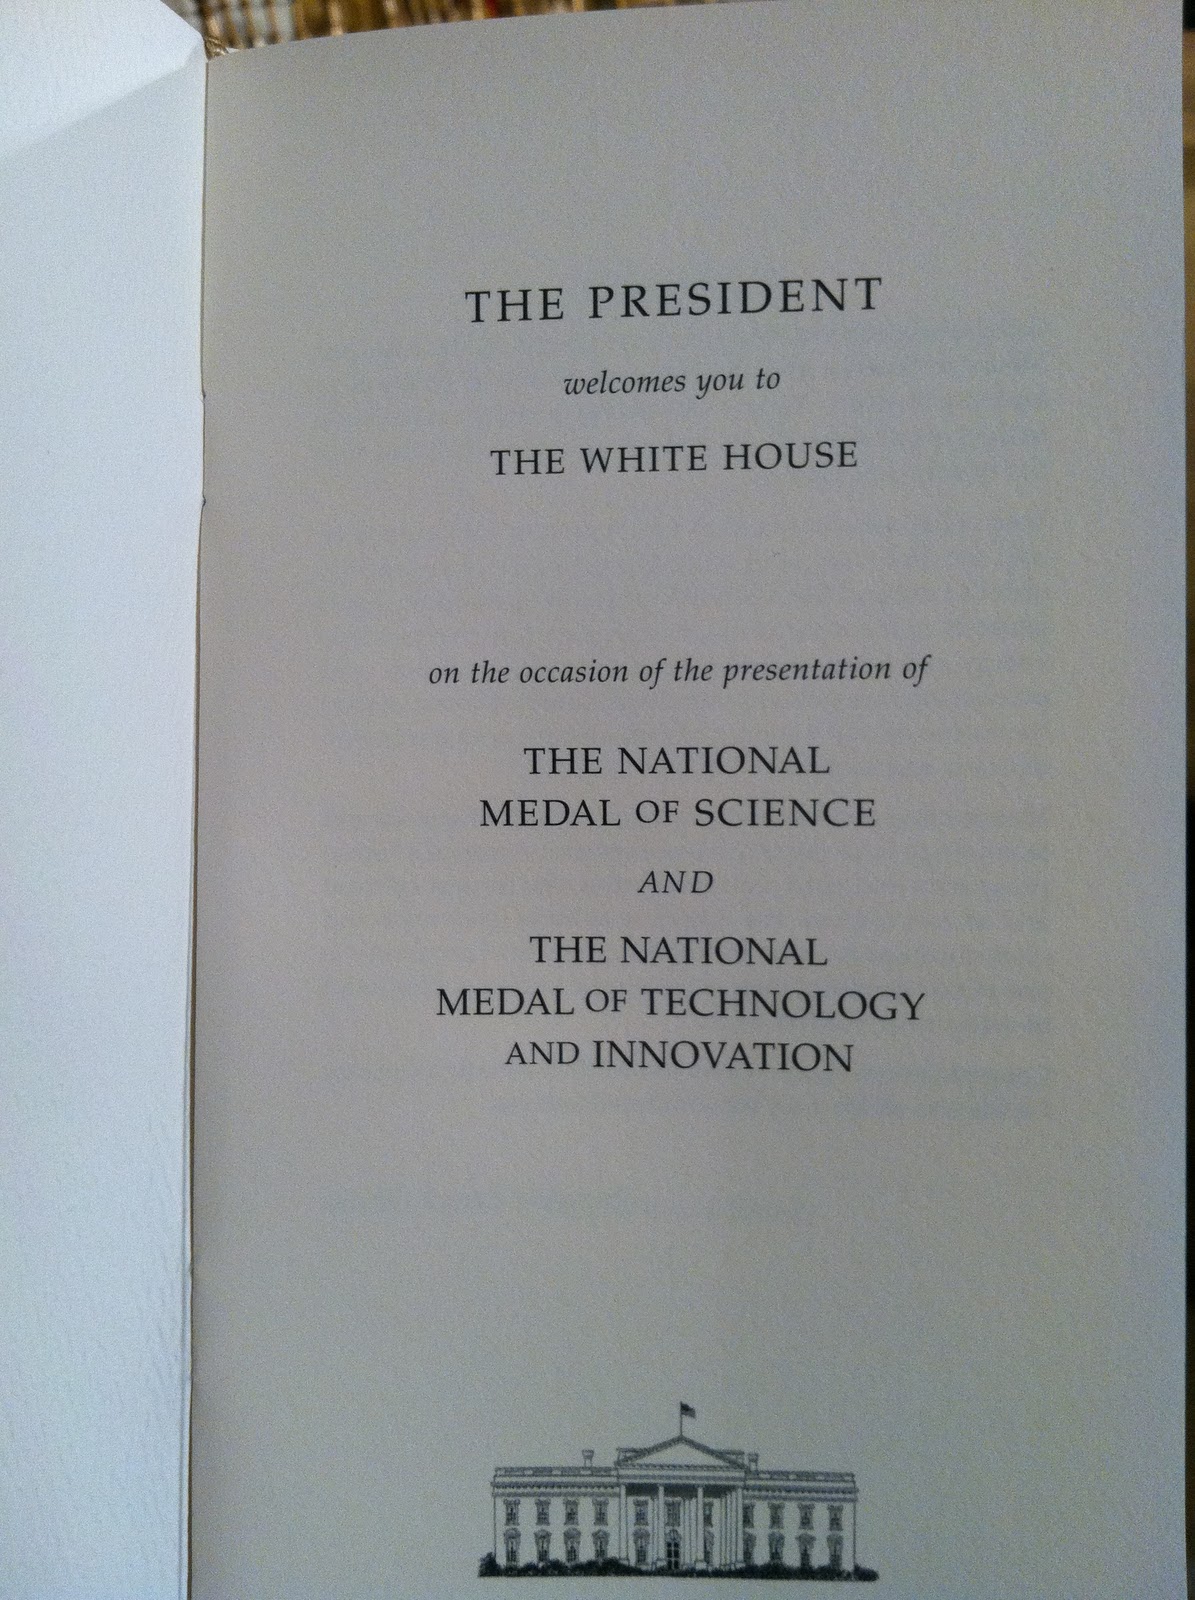 THE PRESIDENT
welcomes you to
THE WHITE HOUSE
on the occasion of the presentation of
THE NATIONAL
MEDAL OF SCIENCE
AND
THE NATIONAL
MEDAL OF TECHNOLOGY
AND INNOVATION